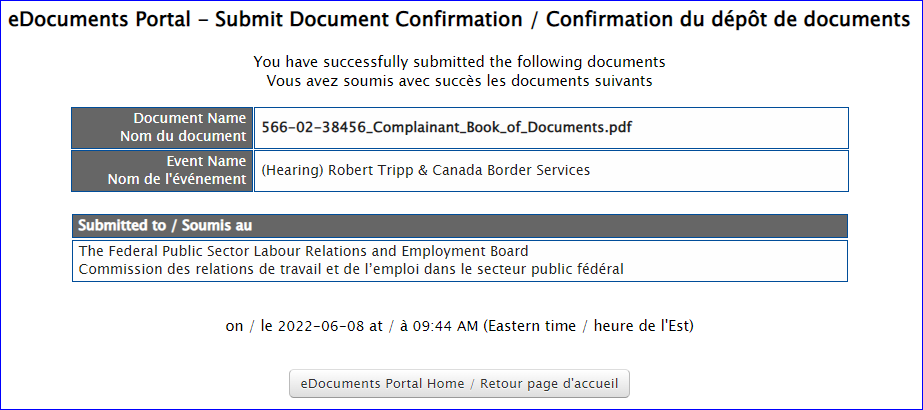 eDocuments Portal - Submit Document Confirmation / Confirmation du dépôt de documents
You have successfully submitted the following documents
Vous avez soumis avec succès les documents suivants
Document Name
Nom du document
566-02-38456_Complainant_Book_of_Documents.pdf
Event Name
Nom de l'événement
(Hearing) Robert Tripp & Canada Border Services
Submitted to / Soumis au
The Federal Public Sector Labour Relations and Employment Board
Commission des relations de travail et de l'emploi dans le secteur public fédéral
on / le 2022-06-08 at / à 09:44 AM (Eastern time / heure de l'Est)
eDocuments Portal Home / Retour page d'accueil